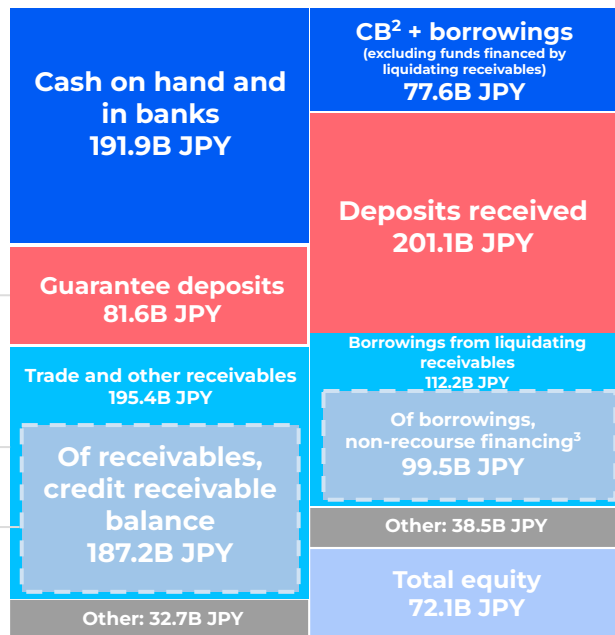 Cash on hand and
in banks
191.9B JPY
Guarantee deposits
81.6B JPY
Trade and other receivables
195.4B JPY
Of receivables,
credit receivable
balance
187.2B JPY
Other: 32.7B JPY
CB² + borrowings
(excluding funds financed by
liquidating receivables)
77.6B JPY
Deposits received
201.1B JPY
Borrowings from liquidating
receivables
112.2B JPY
Of borrowings,
non-recourse financing³
99.5B JPY
Other: 38.5B JPY
Total equity
72.1B JPY